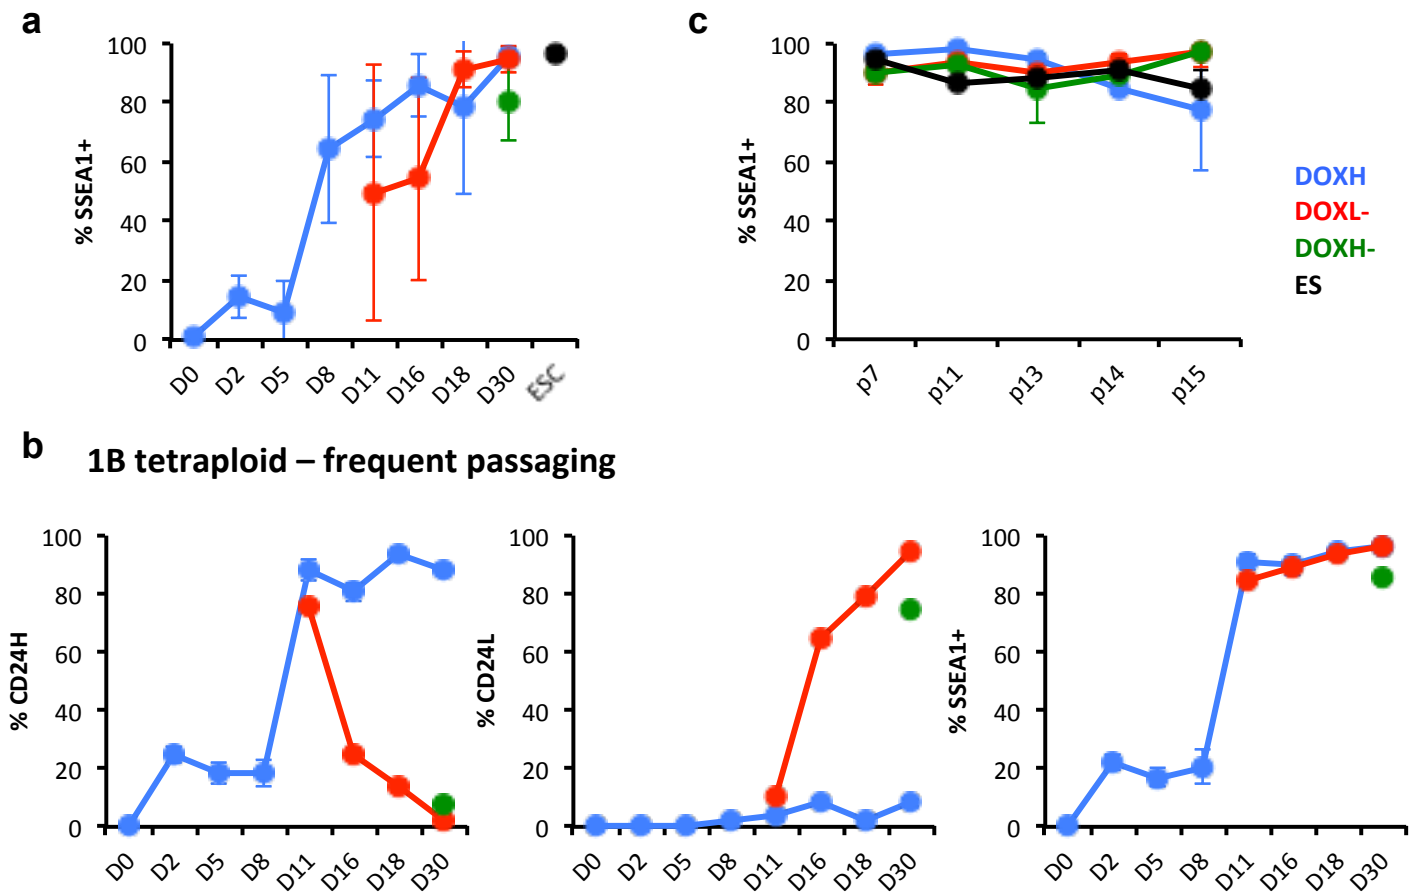 a
% SSEA1+
100
80
60
40
20
0
D0 D2 D5 D8 D11 D16 D18 D30 ESC
c
% SSEA1+
100
80
60
40
20
0
p7 p11 p13 p14 p15
DOXH
DOXL-
DOXH-
ES
b
1B tetraploid – frequent passaging
% CD24H
100
80
60
40
20
0
D0 D2 D5 D8 D11 D16 D18 D30
% CD24L
100
80
60
40
20
0
D0 D2 D5 D8 D11 D16 D18 D30
% SSEA1+
100
80
60
40
20
0
D0 D2 D5 D8 D11 D16 D18 D30